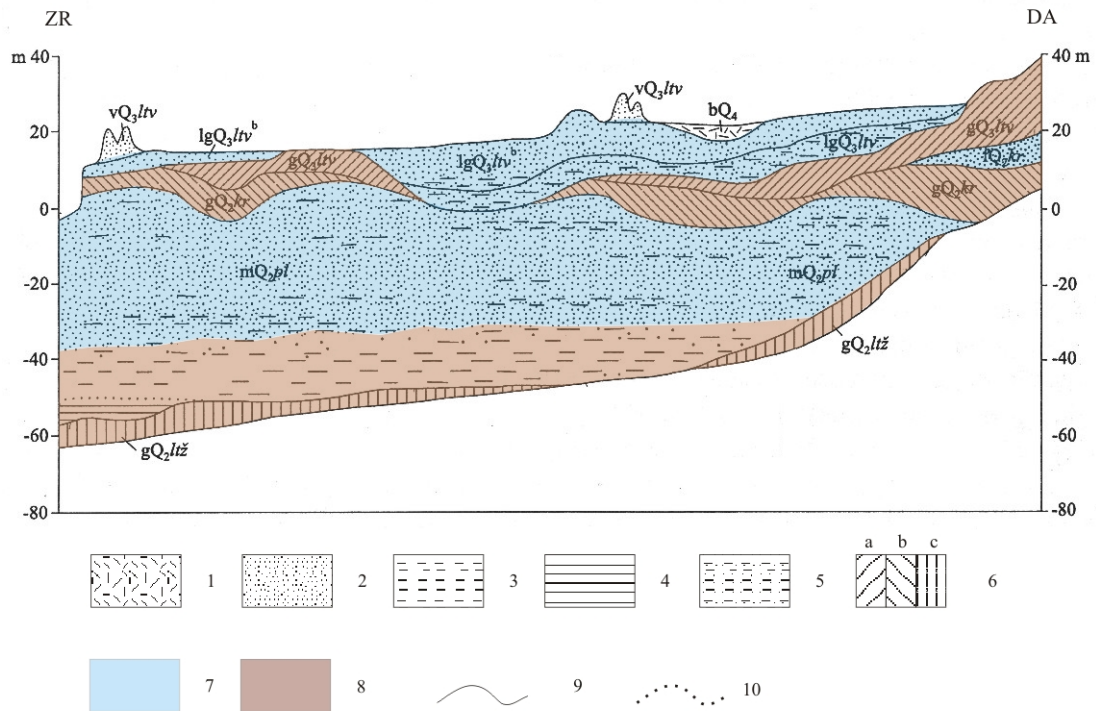 ZR DA
m 40 40 m
vQ₃ltv vQ₃ltv bQ₄
20 lgQ₃ltvᵇ gQ₃ltv lgQ₃ltvᵇ lgQ₃ltv gQ₃ltv 20
gQ₂kr gQ₂kr
0 0
-20 mQ₂pl mQ₂pl -20
-40 gQ₂ltž -40
-60 gQ₂ltž -60
-80 -80
a b c
1 2 3 4 5 6
7 8 9 10